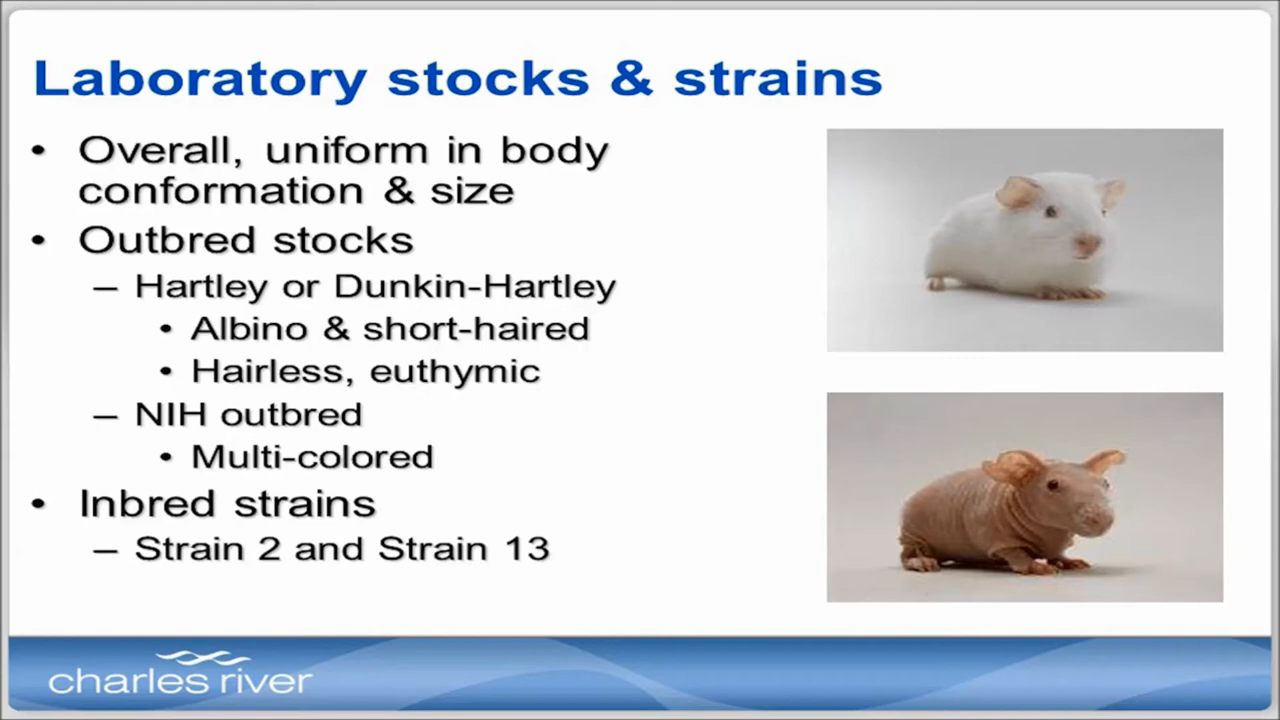 Laboratory stocks & strains
• Overall, uniform in body
conformation & size
• Outbred stocks
– Hartley or Dunkin-Hartley
• Albino & short-haired
• Hairless, euthymic
– NIH outbred
• Multi-colored
• Inbred strains
– Strain 2 and Strain 13
charles river